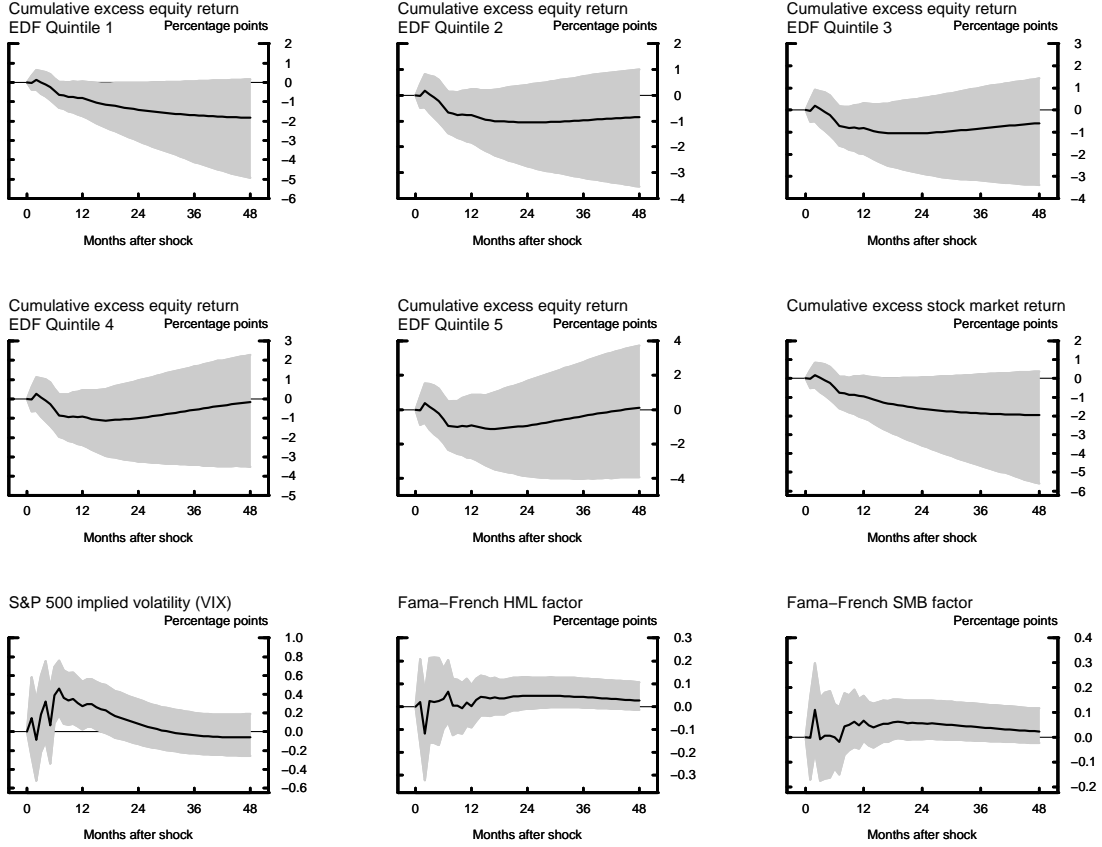 Cumulative excess equity return
EDF Quintile 1
Percentage points
2
1
0
−1
−2
−3
−4
−5
−6
0 12 24 36 48
Months after shock
Cumulative excess equity return
EDF Quintile 2
Percentage points
2
1
0
−1
−2
−3
−4
0 12 24 36 48
Months after shock
Cumulative excess equity return
EDF Quintile 3
Percentage points
3
2
1
0
−1
−2
−3
−4
0 12 24 36 48
Months after shock
Cumulative excess equity return
EDF Quintile 4
Percentage points
3
2
1
0
−1
−2
−3
−4
−5
0 12 24 36 48
Months after shock
Cumulative excess equity return
EDF Quintile 5
Percentage points
4
2
0
−2
−4
0 12 24 36 48
Months after shock
Cumulative excess stock market return
Percentage points
2
1
0
−1
−2
−3
−4
−5
−6
0 12 24 36 48
Months after shock
S&P 500 implied volatility (VIX)
Percentage points
1.0
0.8
0.6
0.4
0.2
0.0
−0.2
−0.4
−0.6
0 12 24 36 48
Months after shock
Fama−French HML factor
Percentage points
0.3
0.2
0.1
0.0
−0.1
−0.2
−0.3
0 12 24 36 48
Months after shock
Fama−French SMB factor
Percentage points
0.4
0.3
0.2
0.1
0.0
−0.1
−0.2
0 12 24 36 48
Months after shock